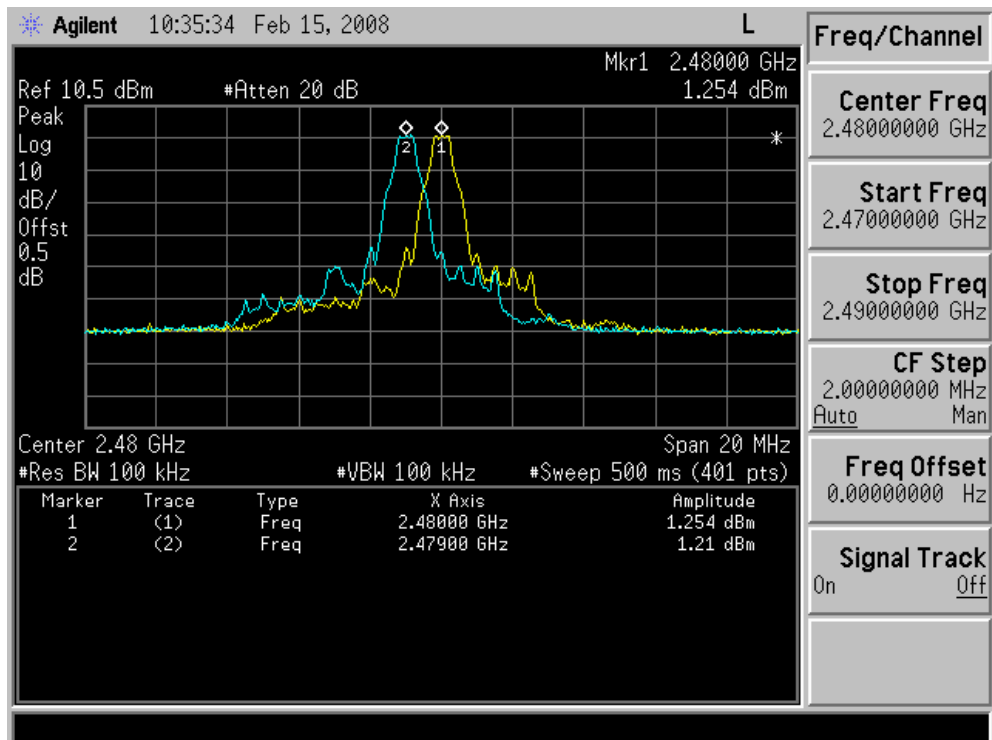 Agilent 10:35:34 Feb 15, 2008 L
Mkr1 2.48000 GHz
Ref 10.5 dBm #Atten 20 dB 1.254 dBm
Peak
Log
10
dB/
Offst
0.5
dB
2 1
*
Center 2.48 GHz Span 20 MHz
#Res BW 100 kHz #VBW 100 kHz #Sweep 500 ms (401 pts)
Marker Trace Type X Axis Amplitude
1 (1) Freq 2.48000 GHz 1.254 dBm
2 (2) Freq 2.47900 GHz 1.21 dBm
Freq/Channel
Center Freq
2.48000000 GHz
Start Freq
2.47000000 GHz
Stop Freq
2.49000000 GHz
CF Step
2.00000000 MHz
Auto Man
Freq Offset
0.00000000 Hz
Signal Track
On Off